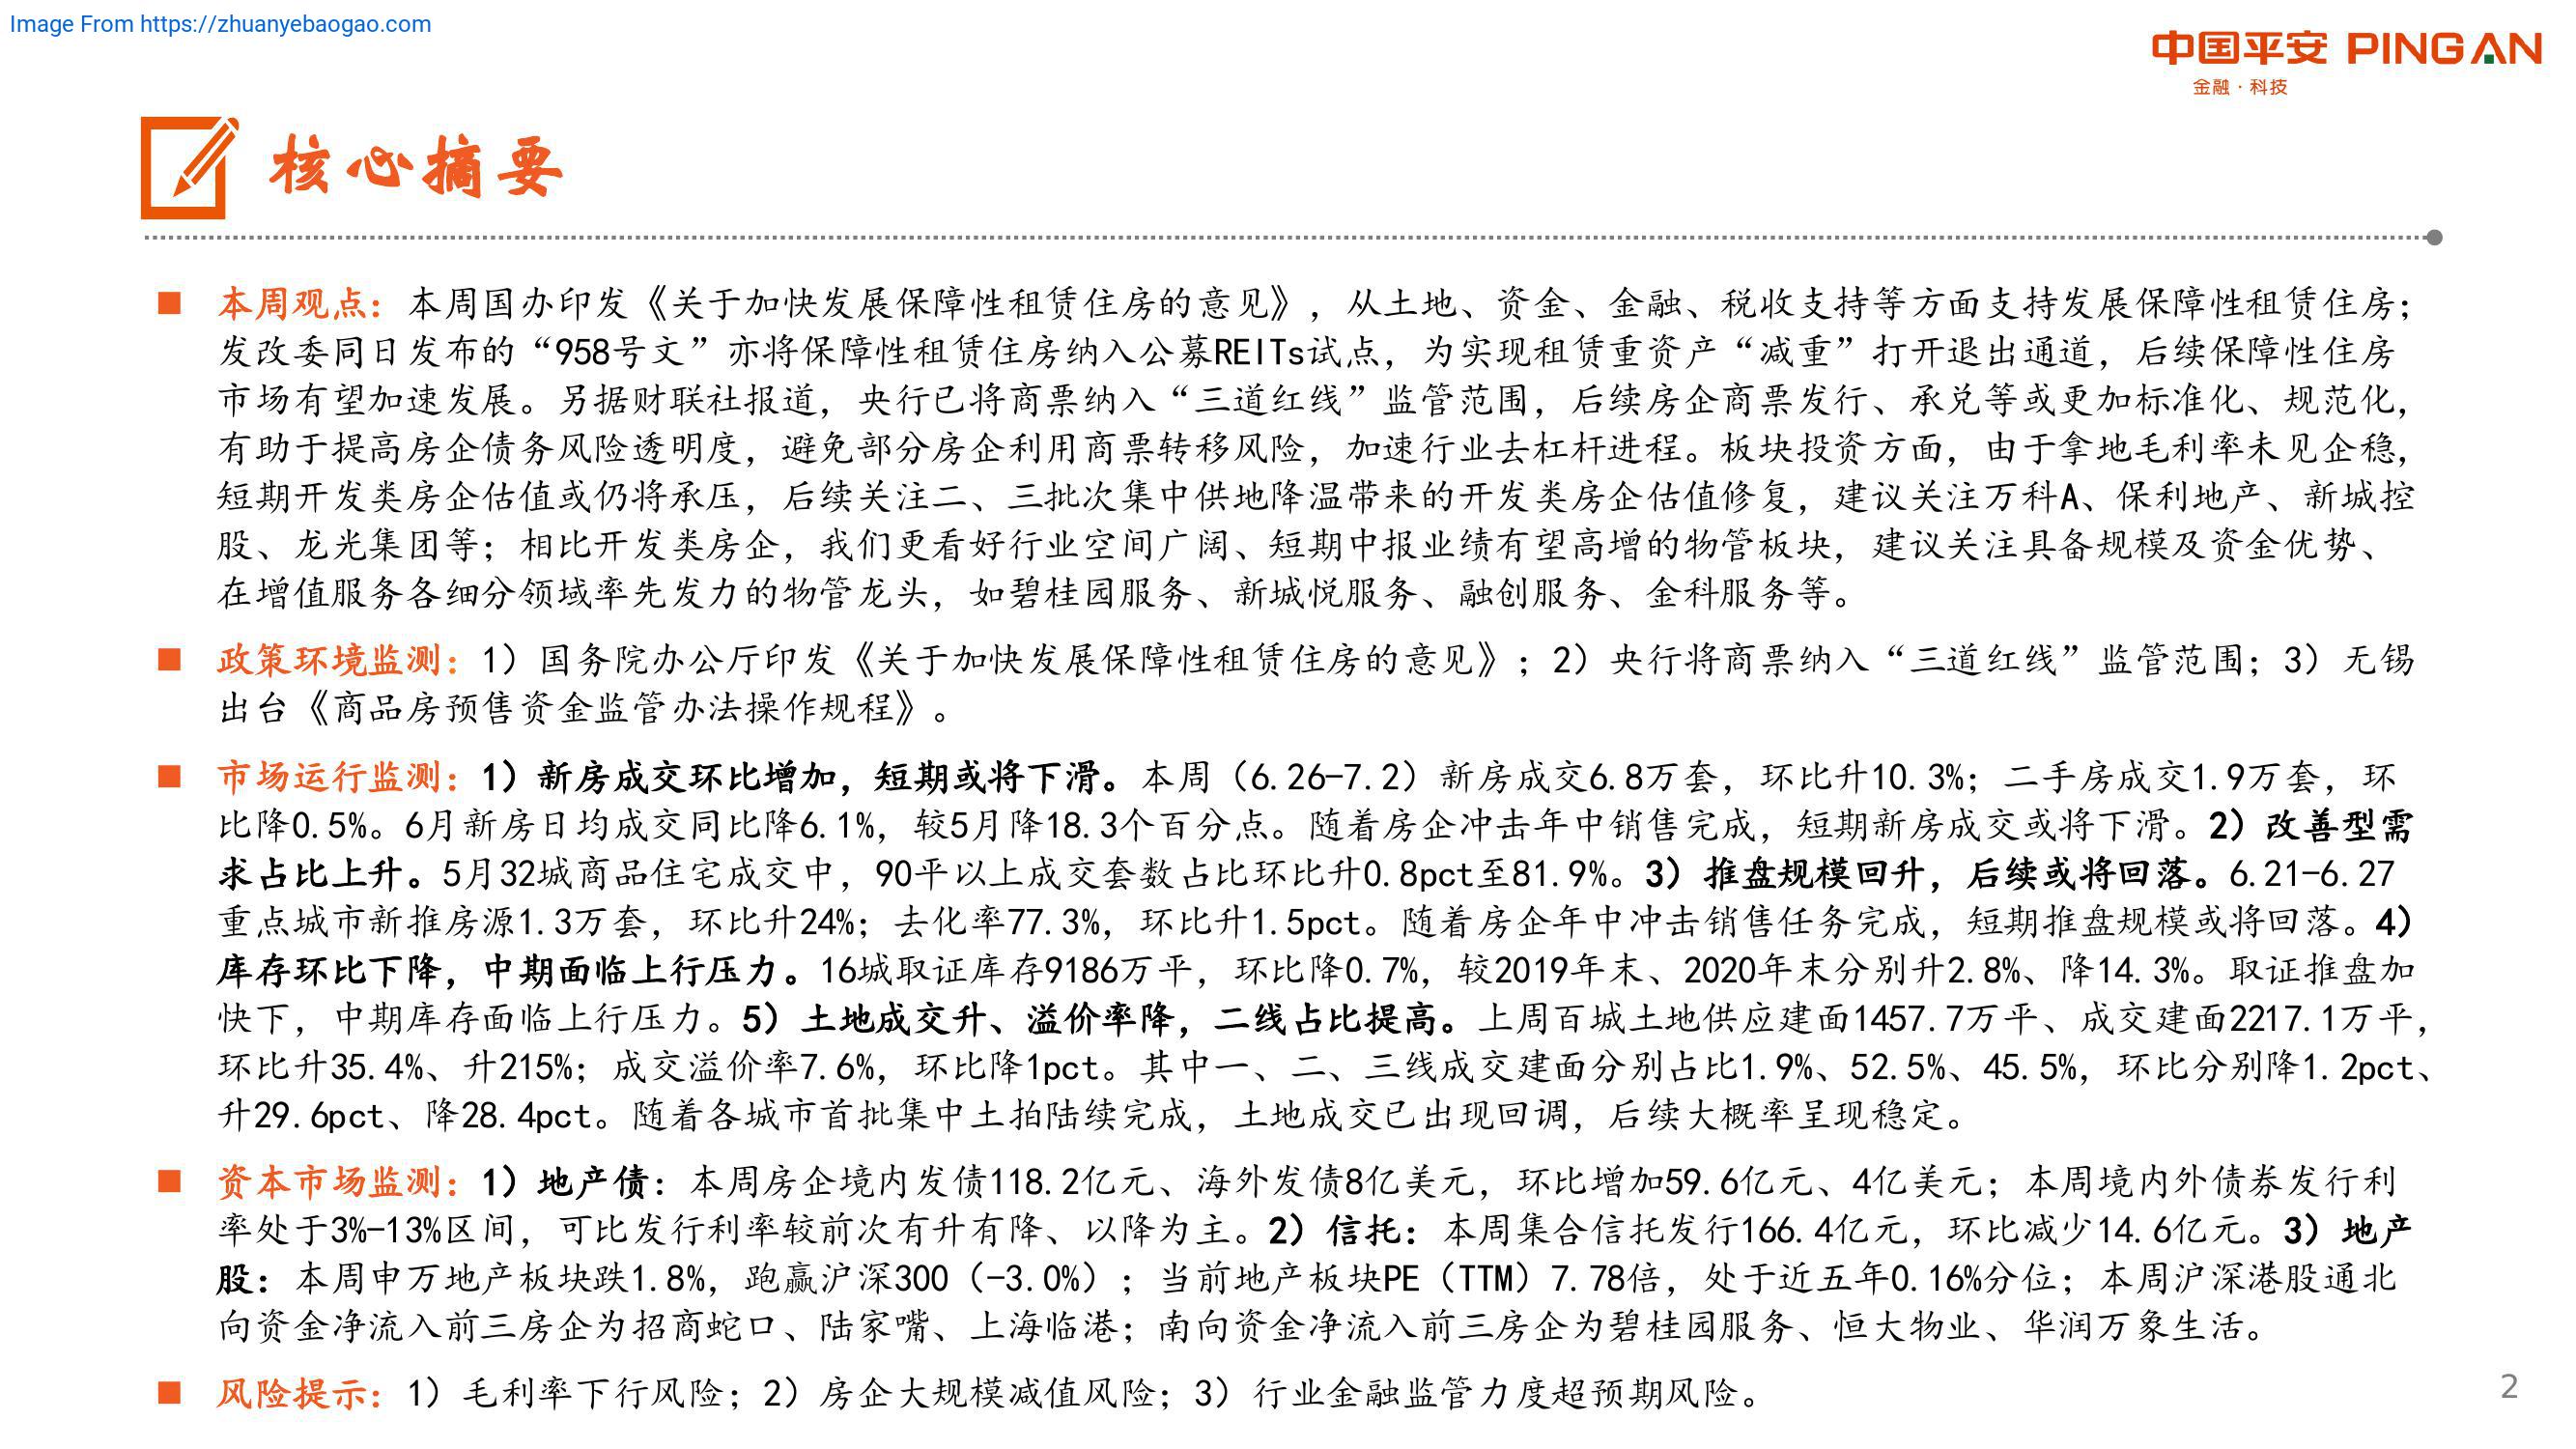 Image From https://zhuanyebaogao.com
中国平安 PINGAN
金融·科技
核心摘要
■ 本周观点：本周国办印发《关于加快发展保障性租赁住房的意见》，从土地、资金、金融、税收支持等方面支持发展保障性租赁住房；
发改委同日发布的“958号文”亦将保障性租赁住房纳入公募REITs试点，为实现租赁重资产“减重”打开退出通道，后续保障性住房
市场有望加速发展。另据财联社报道，央行已将商票纳入“三道红线”监管范围，后续房企商票发行、承兑等或更加标准化、规范化，
有助于提高房企债务风险透明度，避免部分房企利用商票转移风险，加速行业去杠杆进程。板块投资方面，由于拿地毛利率未见企稳，
短期开发类房企估值或仍将承压，后续关注二、三批次集中供地降温带来的开发类房企估值修复，建议关注万科A、保利地产、新城控
股、龙光集团等；相比开发类房企，我们更看好行业空间广阔、短期中报业绩有望高增的物管板块，建议关注具备规模及资金优势、
在增值服务各细分领域率先发力的物管龙头，如碧桂园服务、新城悦服务、融创服务、金科服务等。
■ 政策环境监测：1）国务院办公厅印发《关于加快发展保障性租赁住房的意见》；2）央行将商票纳入“三道红线”监管范围；3）无锡
出台《商品房预售资金监管办法操作规程》。
■ 市场运行监测：1）新房成交环比增加，短期或将下滑。本周（6.26-7.2）新房成交6.8万套，环比升10.3%；二手房成交1.9万套，环
比降0.5%。6月新房日均成交同比降6.1%，较5月降18.3个百分点。随着房企冲击年中销售完成，短期新房成交或将下滑。2）改善型需
求占比上升。5月32城商品住宅成交中，90平以上成交套数占比环比升0.8pct至81.9%。3）推盘规模回升，后续或将回落。6.21-6.27
重点城市新推房源1.3万套，环比升24%；去化率77.3%，环比升1.5pct。随着房企年中冲击销售任务完成，短期推盘规模或将回落。4）
库存环比下降，中期面临上行压力。16城取证库存9186万平，环比降0.7%，较2019年末、2020年末分别升2.8%、降14.3%。取证推盘加
快下，中期库存面临上行压力。5）土地成交升、溢价率降，二线占比提高。上周百城土地供应建面1457.7万平、成交建面2217.1万平，
环比升35.4%、升215%；成交溢价率7.6%，环比降1pct。其中一、二、三线成交建面分别占比1.9%、52.5%、45.5%，环比分别降1.2pct、
升29.6pct、降28.4pct。随着各城市首批集中土拍陆续完成，土地成交已出现回调，后续大概率呈现稳定。
■ 资本市场监测：1）地产债：本周房企境内发债118.2亿元、海外发债8亿美元，环比增加59.6亿元、4亿美元；本周境内外债券发行利
率处于3%-13%区间，可比发行利率较前次有升有降、以降为主。2）信托：本周集合信托发行166.4亿元，环比减少14.6亿元。3）地产
股：本周申万地产板块跌1.8%，跑赢沪深300（-3.0%）；当前地产板块PE（TTM）7.78倍，处于近五年0.16%分位；本周沪深港股通北
向资金净流入前三房企为招商蛇口、陆家嘴、上海临港；南向资金净流入前三房企为碧桂园服务、恒大物业、华润万象生活。
■ 风险提示：1）毛利率下行风险；2）房企大规模减值风险；3）行业金融监管力度超预期风险。
2